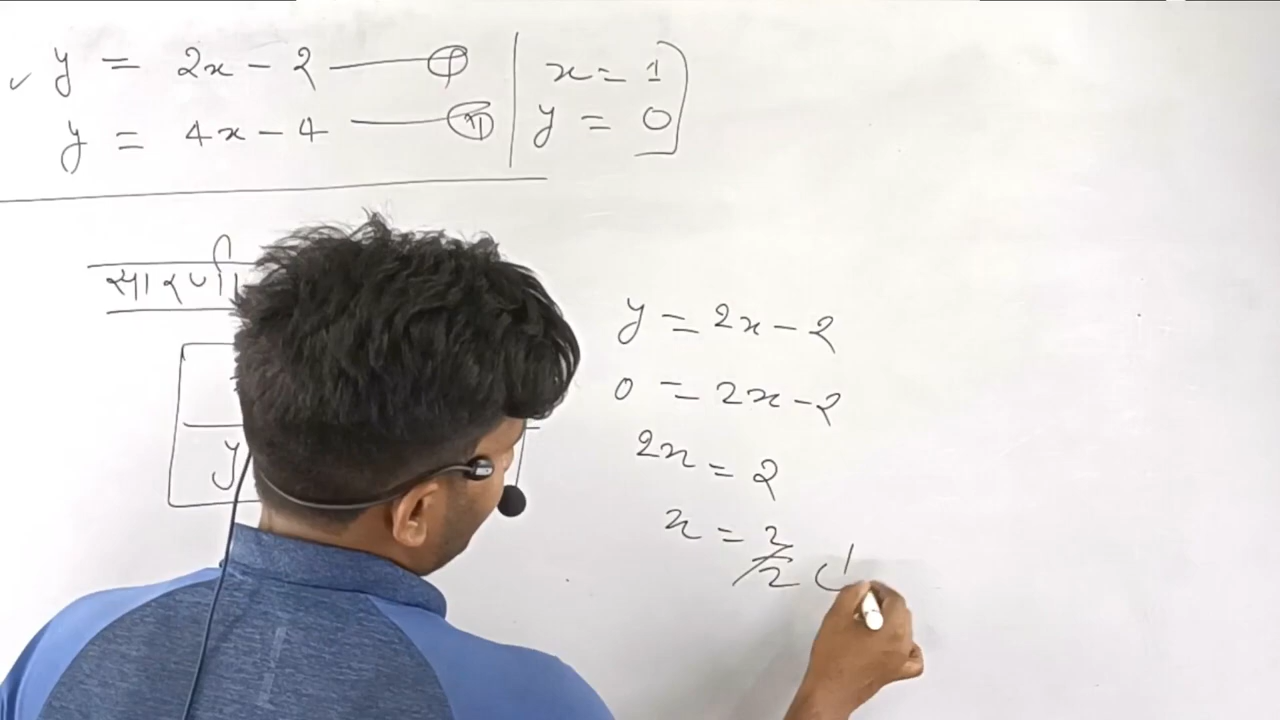 ✓ y = 2x - 2 — I
y = 4x - 4 — II
x = 1
y = 0
सारणी
y
y = 2x - 2
0 = 2x - 2
2x = 2
x = 2/2 (1